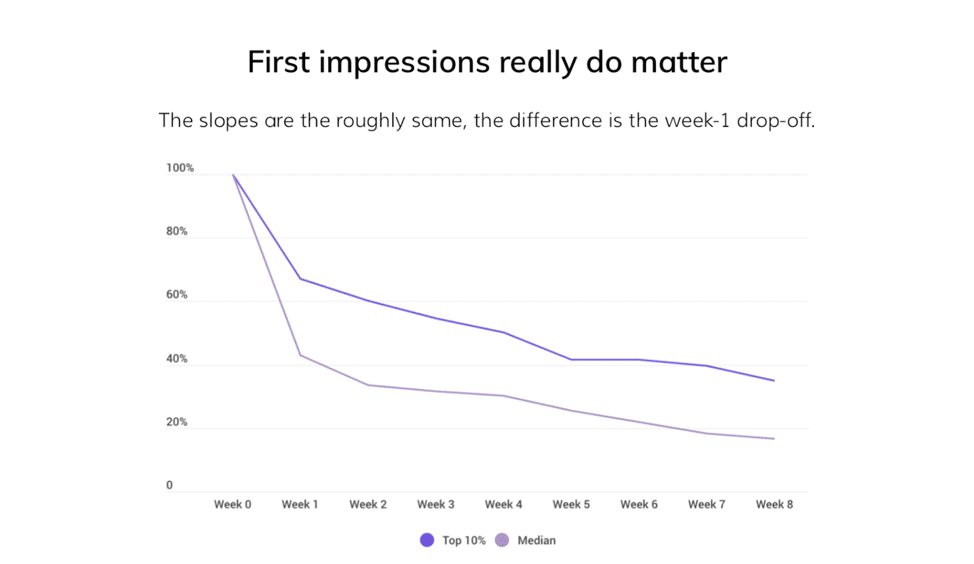 First impressions really do matter
The slopes are the roughly same, the difference is the week-1 drop-off.
100%
80%
60%
40%
20%
0
Week 0 Week 1 Week 2 Week 3 Week 4 Week 5 Week 6 Week 7 Week 8
Top 10% Median